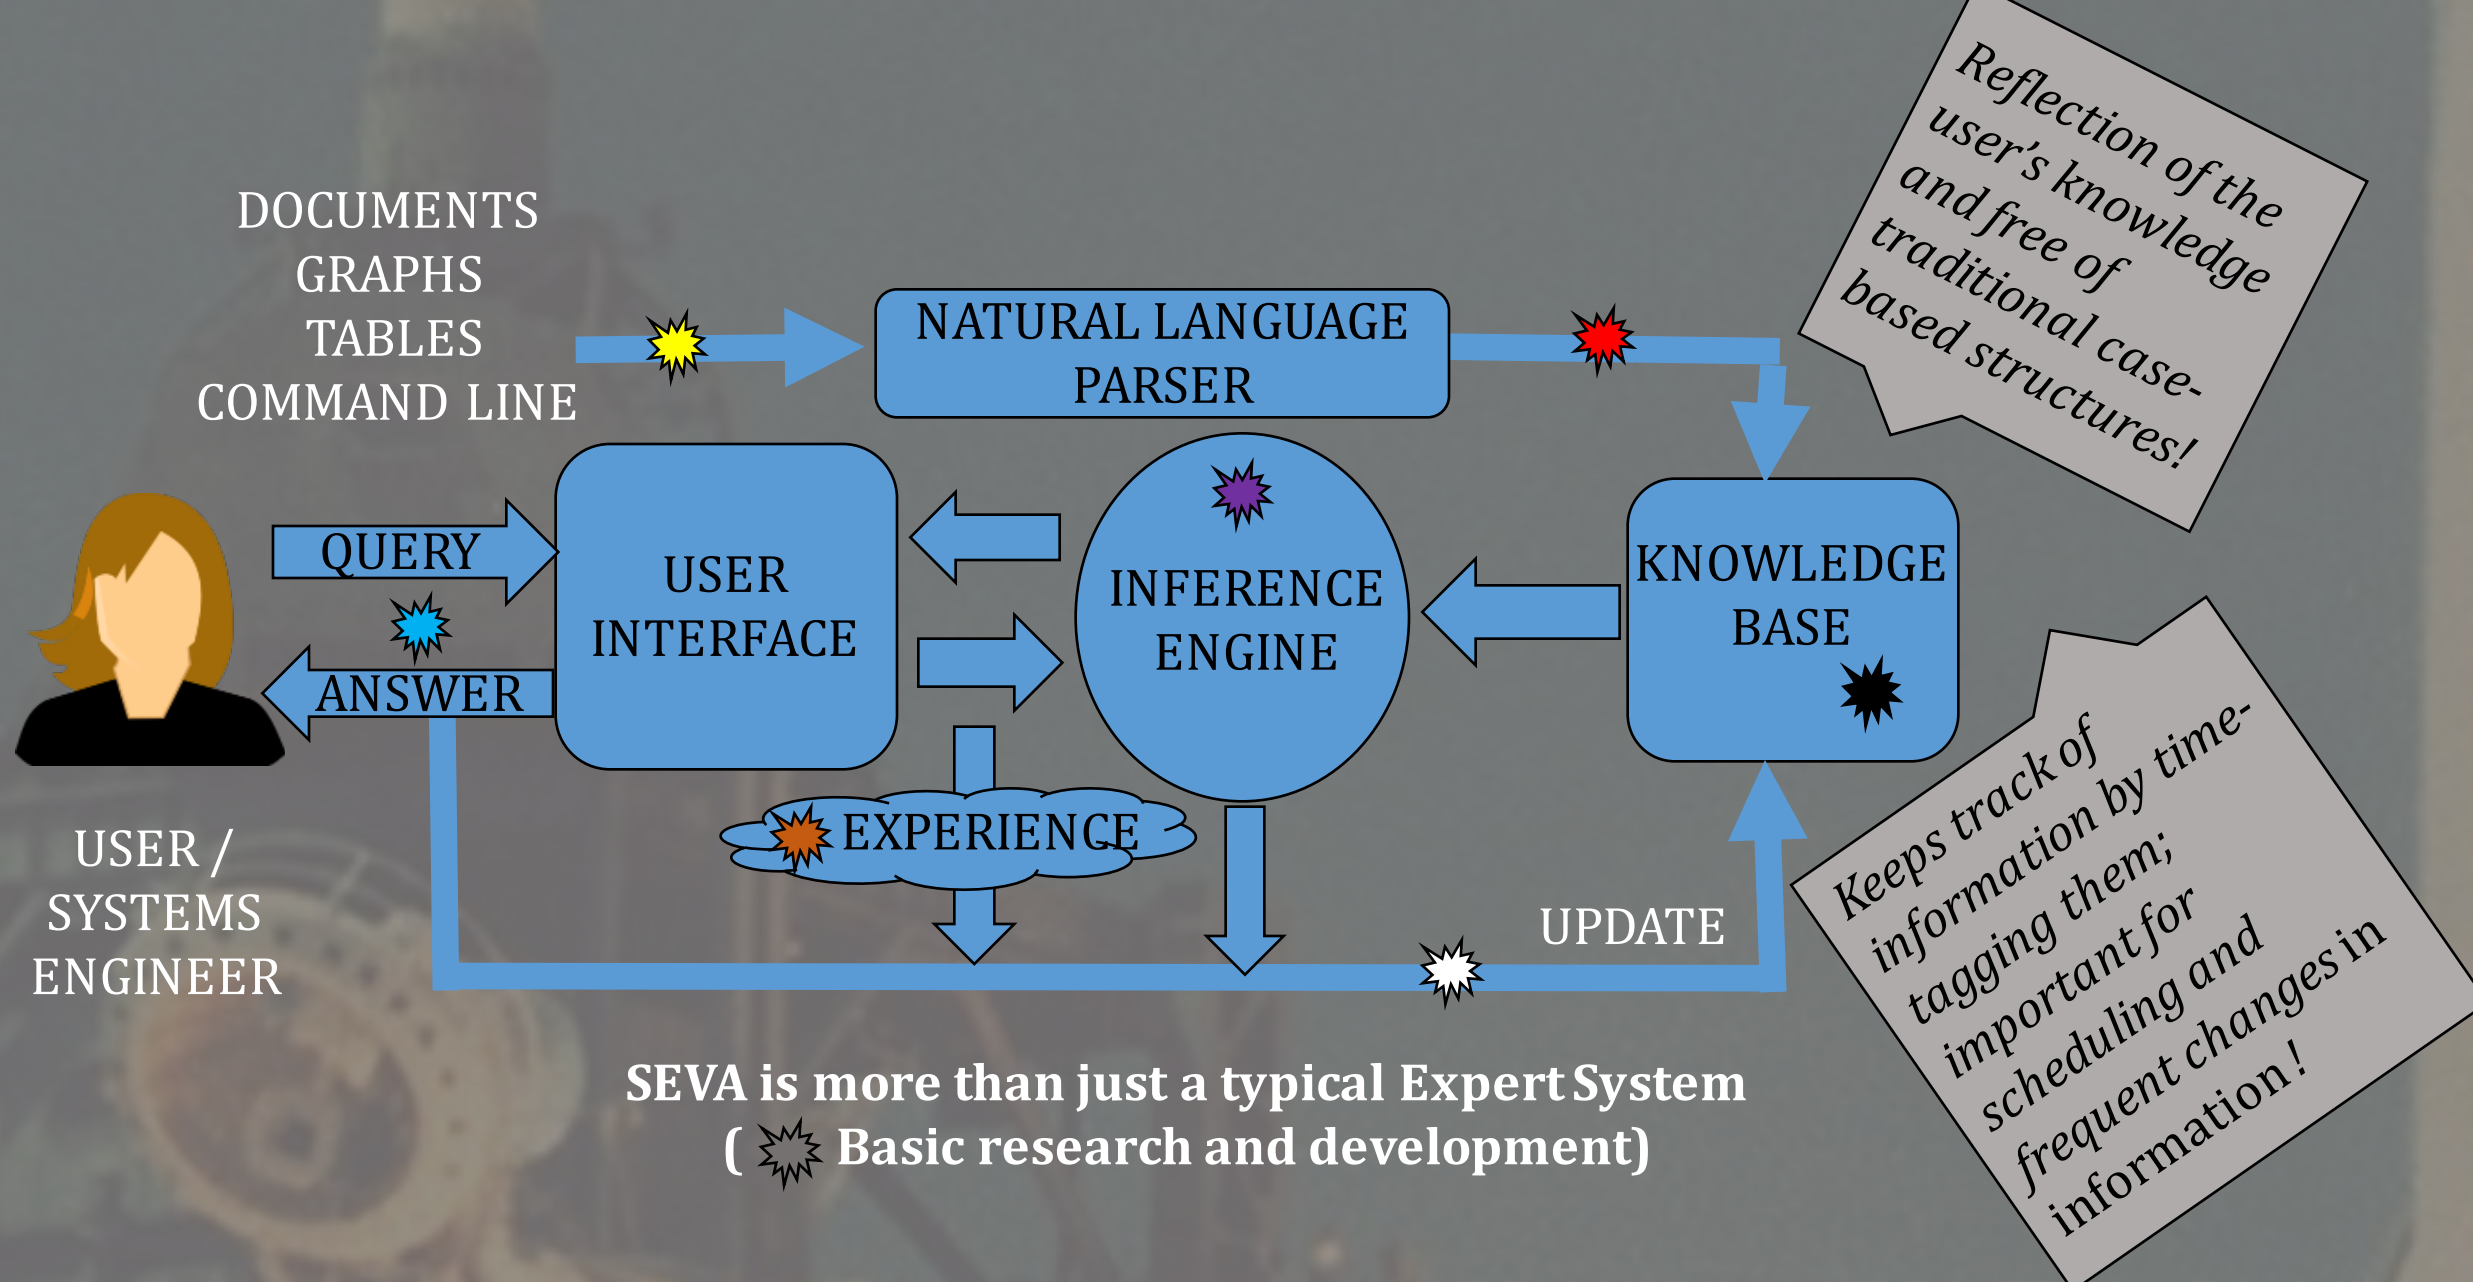 DOCUMENTS
GRAPHS
TABLES
COMMAND LINE
NATURAL LANGUAGE
PARSER
Reflection of the
user’s knowledge
and free of
traditional case-
based structures!
QUERY
ANSWER
USER
INTERFACE
INFERENCE
ENGINE
KNOWLEDGE
BASE
EXPERIENCE
USER /
SYSTEMS
ENGINEER
UPDATE
Keeps track of
information by time-
tagging them;
important for
scheduling and
frequent changes in
information!
SEVA is more than just a typical Expert System
( Basic research and development)